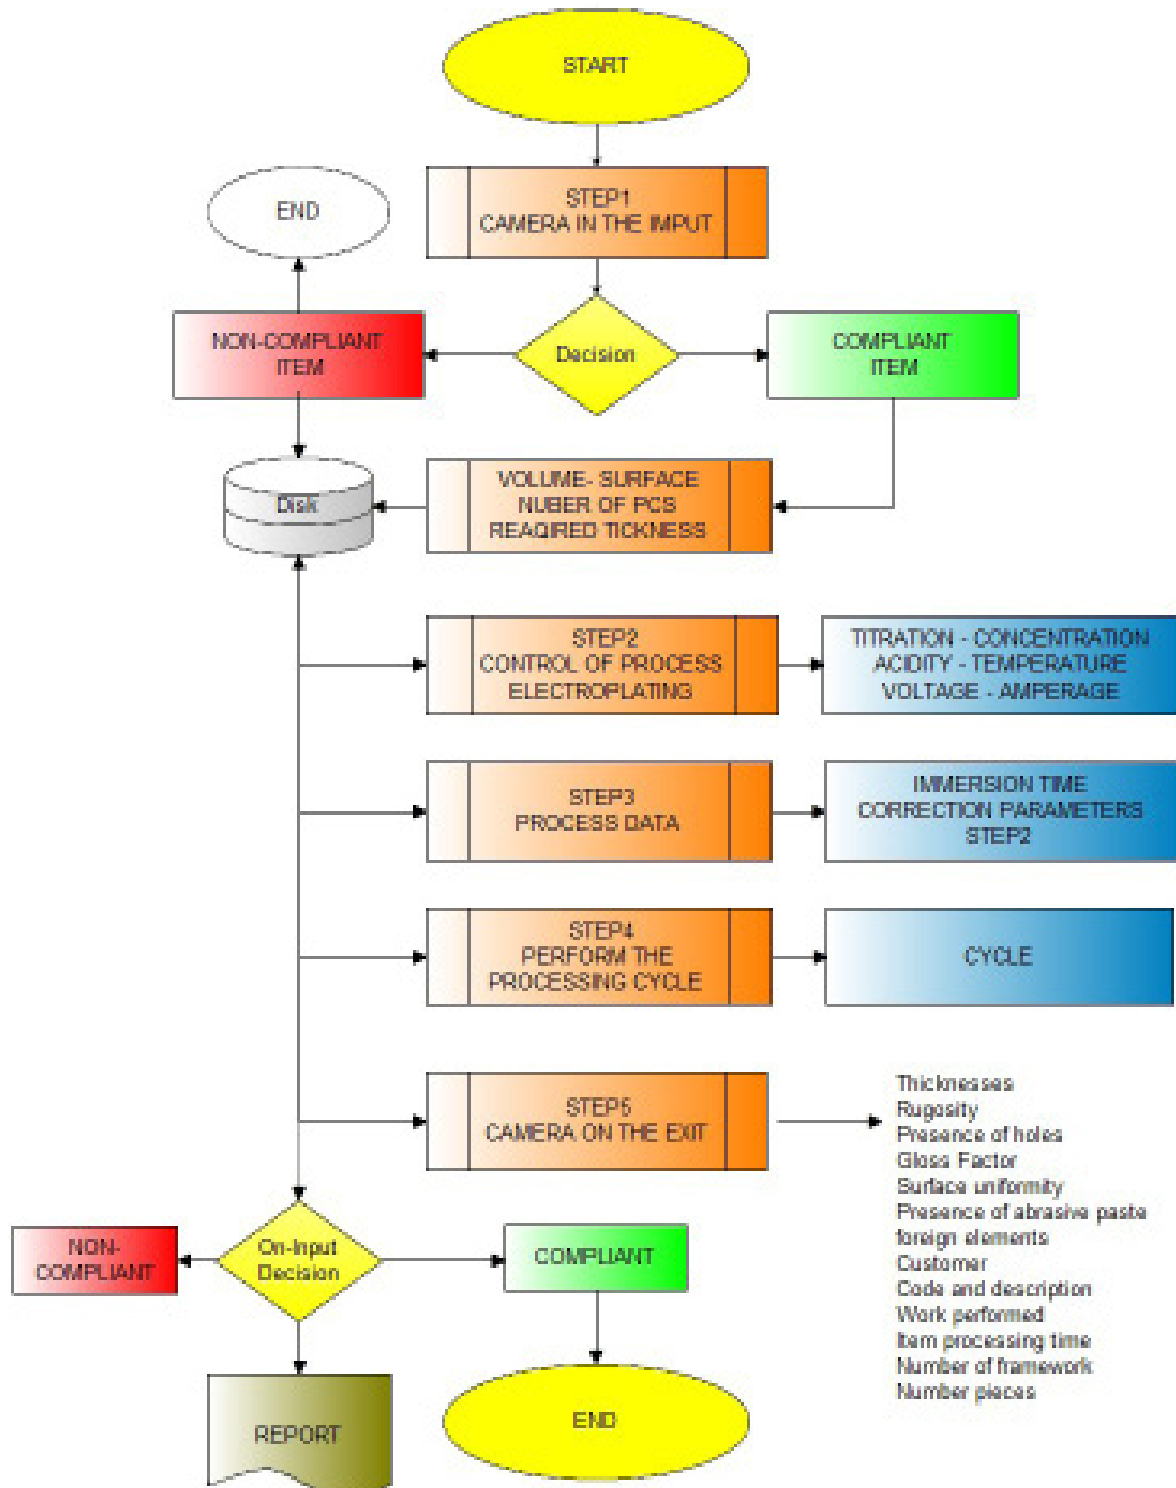 START
STEP1
CAMERA IN THE IMPUT
END
NON-COMPLIANT
ITEM
Decision
COMPLIANT
ITEM
Disk
VOLUME- SURFACE
NUBER OF PCS
REAQIRED TICKNESS
STEP2
CONTROL OF PROCESS
ELECTROPLATING
TITRATION - CONCENTRATION
ACIDITY - TEMPERATURE
VOLTAGE - AMPERAGE
STEP3
PROCESS DATA
IMMERSION TIME
CORRECTION PARAMETERS
STEP2
STEP4
PERFORM THE
PROCESSING CYCLE
CYCLE
STEP5
CAMERA ON THE EXIT
Thicknesses
Rugosity
Presence of holes
Gloss Factor
Surface uniformity
Presence of abrasive paste
foreign elements
Customer
Code and description
Work performed
Item processing time
Number of framework
Number pieces
NON-
COMPLIANT
On-Input
Decision
COMPLIANT
REPORT
END